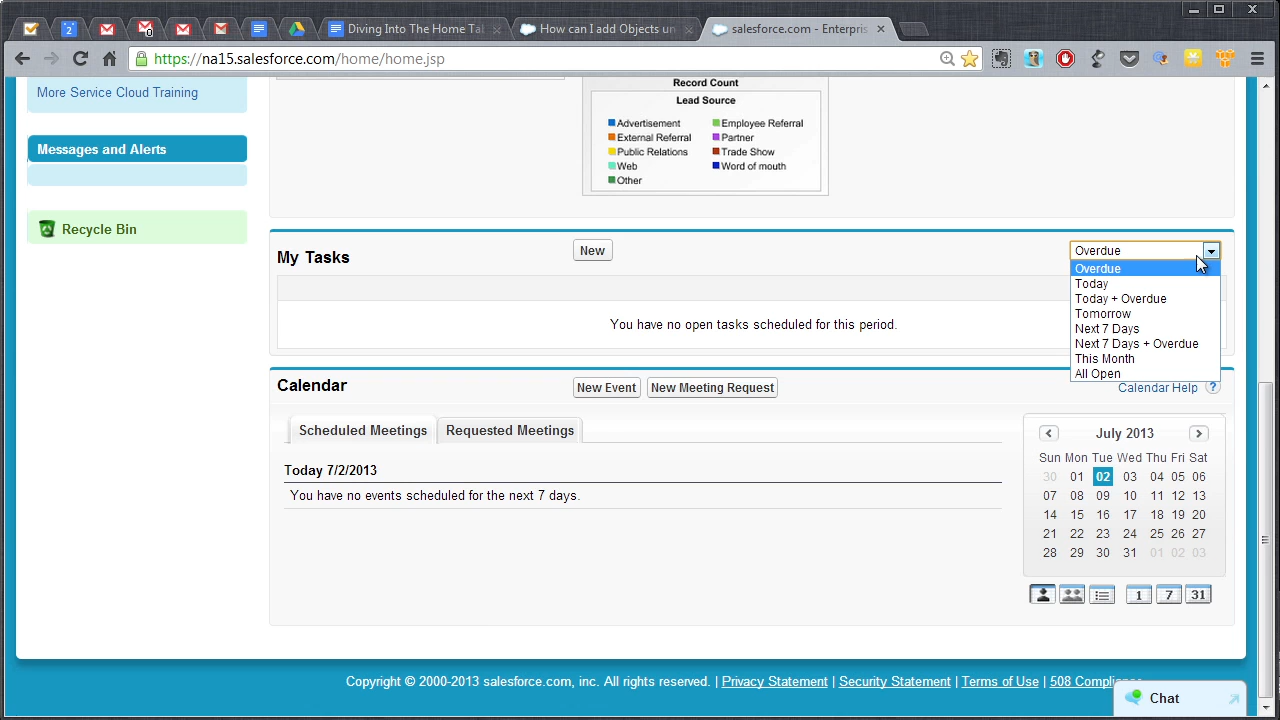 2
0
Diving Into The Home Ta
How can I add Objects un
salesforce.com - Enterpris
https://na15.salesforce.com/home/home.jsp
More Service Cloud Training
Messages and Alerts
Recycle Bin
Record Count
Lead Source
Advertisement Employee Referral
External Referral Partner
Public Relations Trade Show
Web Word of mouth
Other
My Tasks New Overdue
Overdue
Today
Today + Overdue
Tomorrow
Next 7 Days
Next 7 Days + Overdue
This Month
All Open
You have no open tasks scheduled for this period.
Calendar New Event New Meeting Request Calendar Help ?
Scheduled Meetings Requested Meetings
Today 7/2/2013
You have no events scheduled for the next 7 days.
July 2013
Sun Mon Tue Wed Thu Fri Sat
30 01 02 03 04 05 06
07 08 09 10 11 12 13
14 15 16 17 18 19 20
21 22 23 24 25 26 27
28 29 30 31 01 02 03
1 7 31
Copyright © 2000-2013 salesforce.com, inc. All rights reserved. | Privacy Statement | Security Statement | Terms of Use | 508 Compliance
Chat